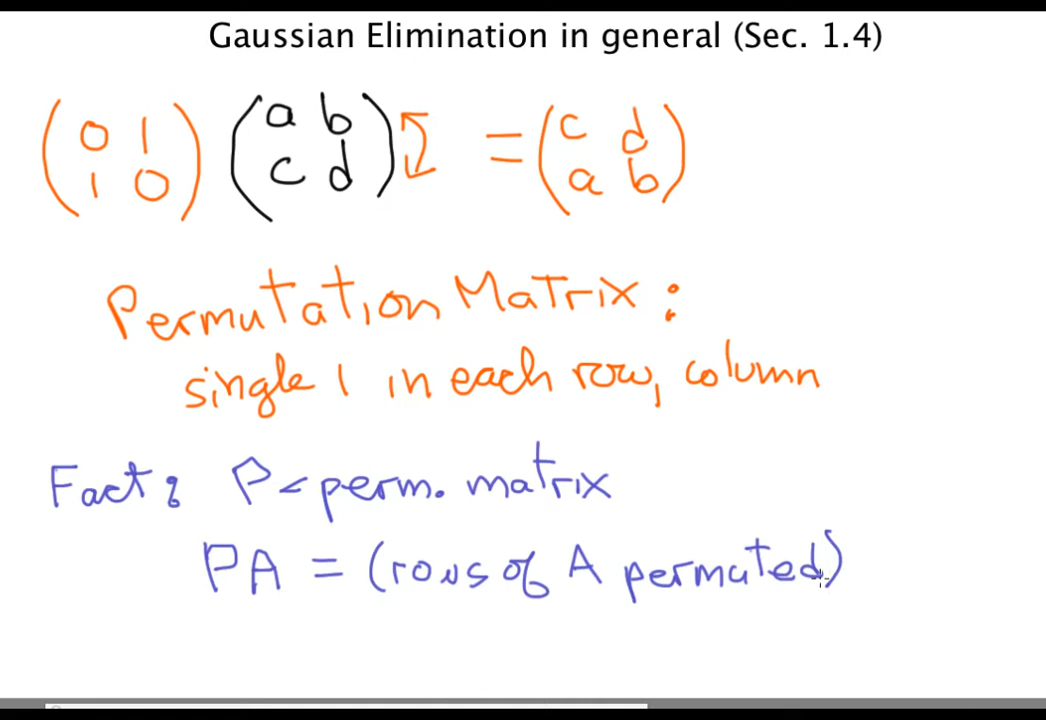 Gaussian Elimination in general (Sec. 1.4)
(0 1) (a b) = (c d)
(1 0) (c d) (a b)
Permutation Matrix:
single 1 in each row, column
Fact: P < perm. matrix
PA = (rows of A permuted)